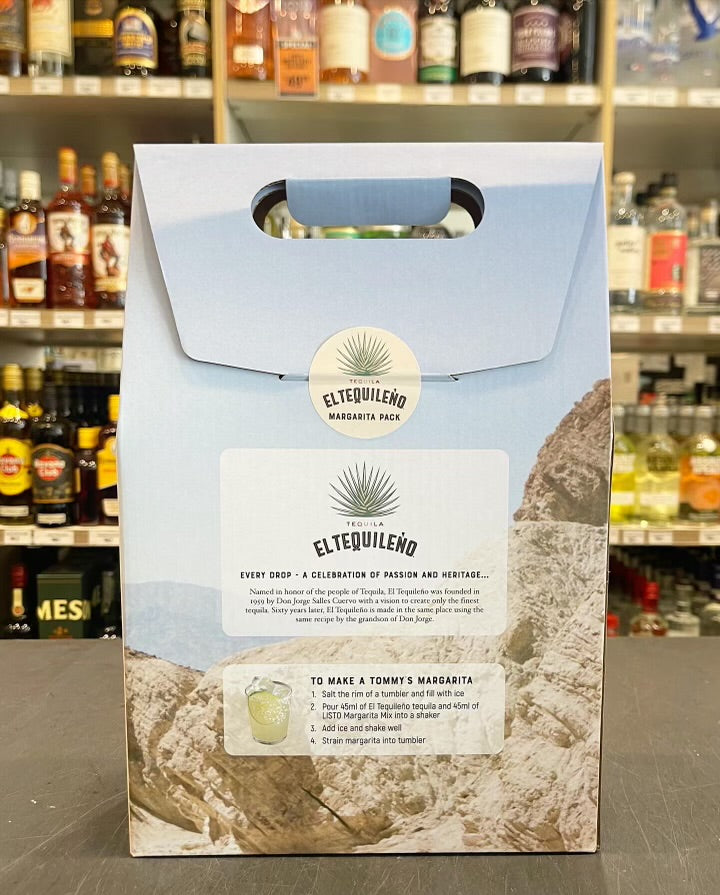 TEQUILA
ELTEQUILEÑO
MARGARITA PACK
TEQUILA
ELTEQUILEÑO
EVERY DROP - A CELEBRATION OF PASSION AND HERITAGE...
Named in honor of the people of Tequila, El Tequileño was founded in
1959 by Don Jorge Salles Cuervo with a vision to create only the finest
tequila. Sixty years later, El Tequileño is made in the same place using the
same recipe by the grandson of Don Jorge.
TO MAKE A TOMMY'S MARGARITA
1. Salt the rim of a tumbler and fill with ice
2. Pour 45ml of El Tequileño tequila and 45ml of
LISTO Margarita Mix into a shaker
3. Add ice and shake well
4. Strain margarita into tumbler